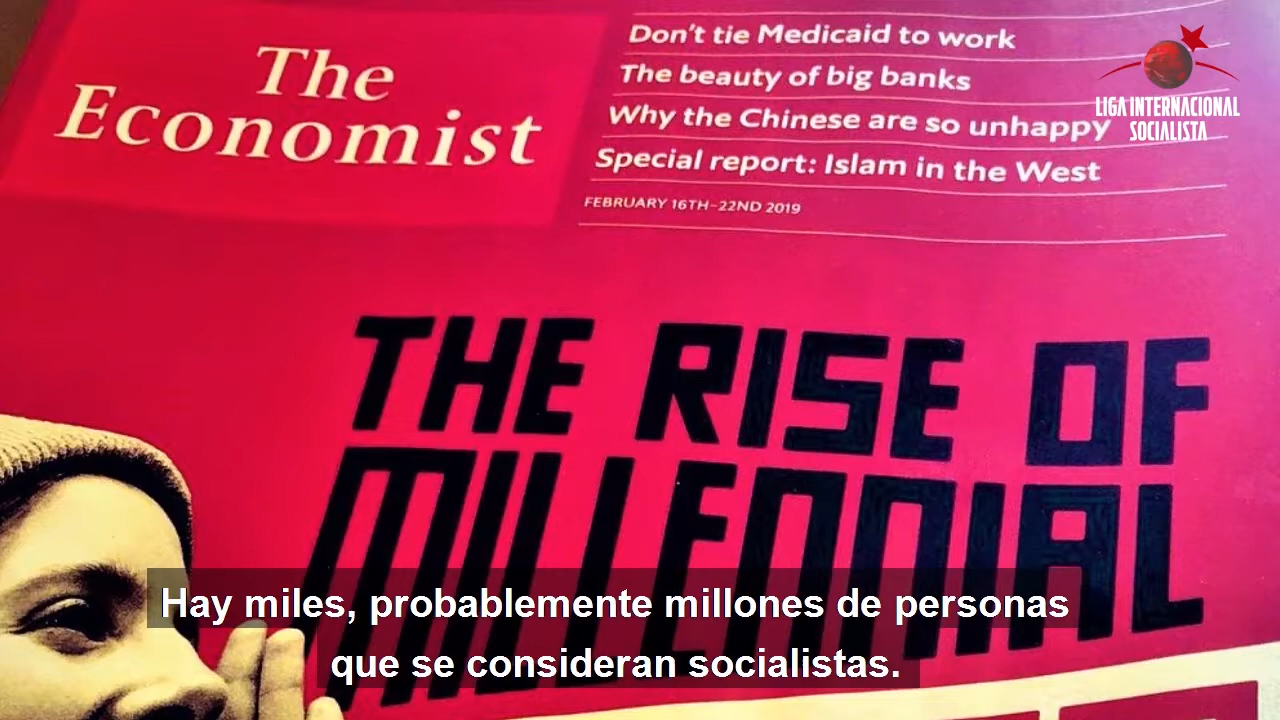 The
Economist
Don't tie Medicaid to work
The beauty of big banks
Why the Chinese are so unhappy
Special report: Islam in the West
FEBRUARY 16TH–22ND 2019
LIGA INTERNACIONAL
SOCIALISTA
THE RISE OF
MILLENNIAL
Hay miles, probablemente millones de personas
que se consideran socialistas.